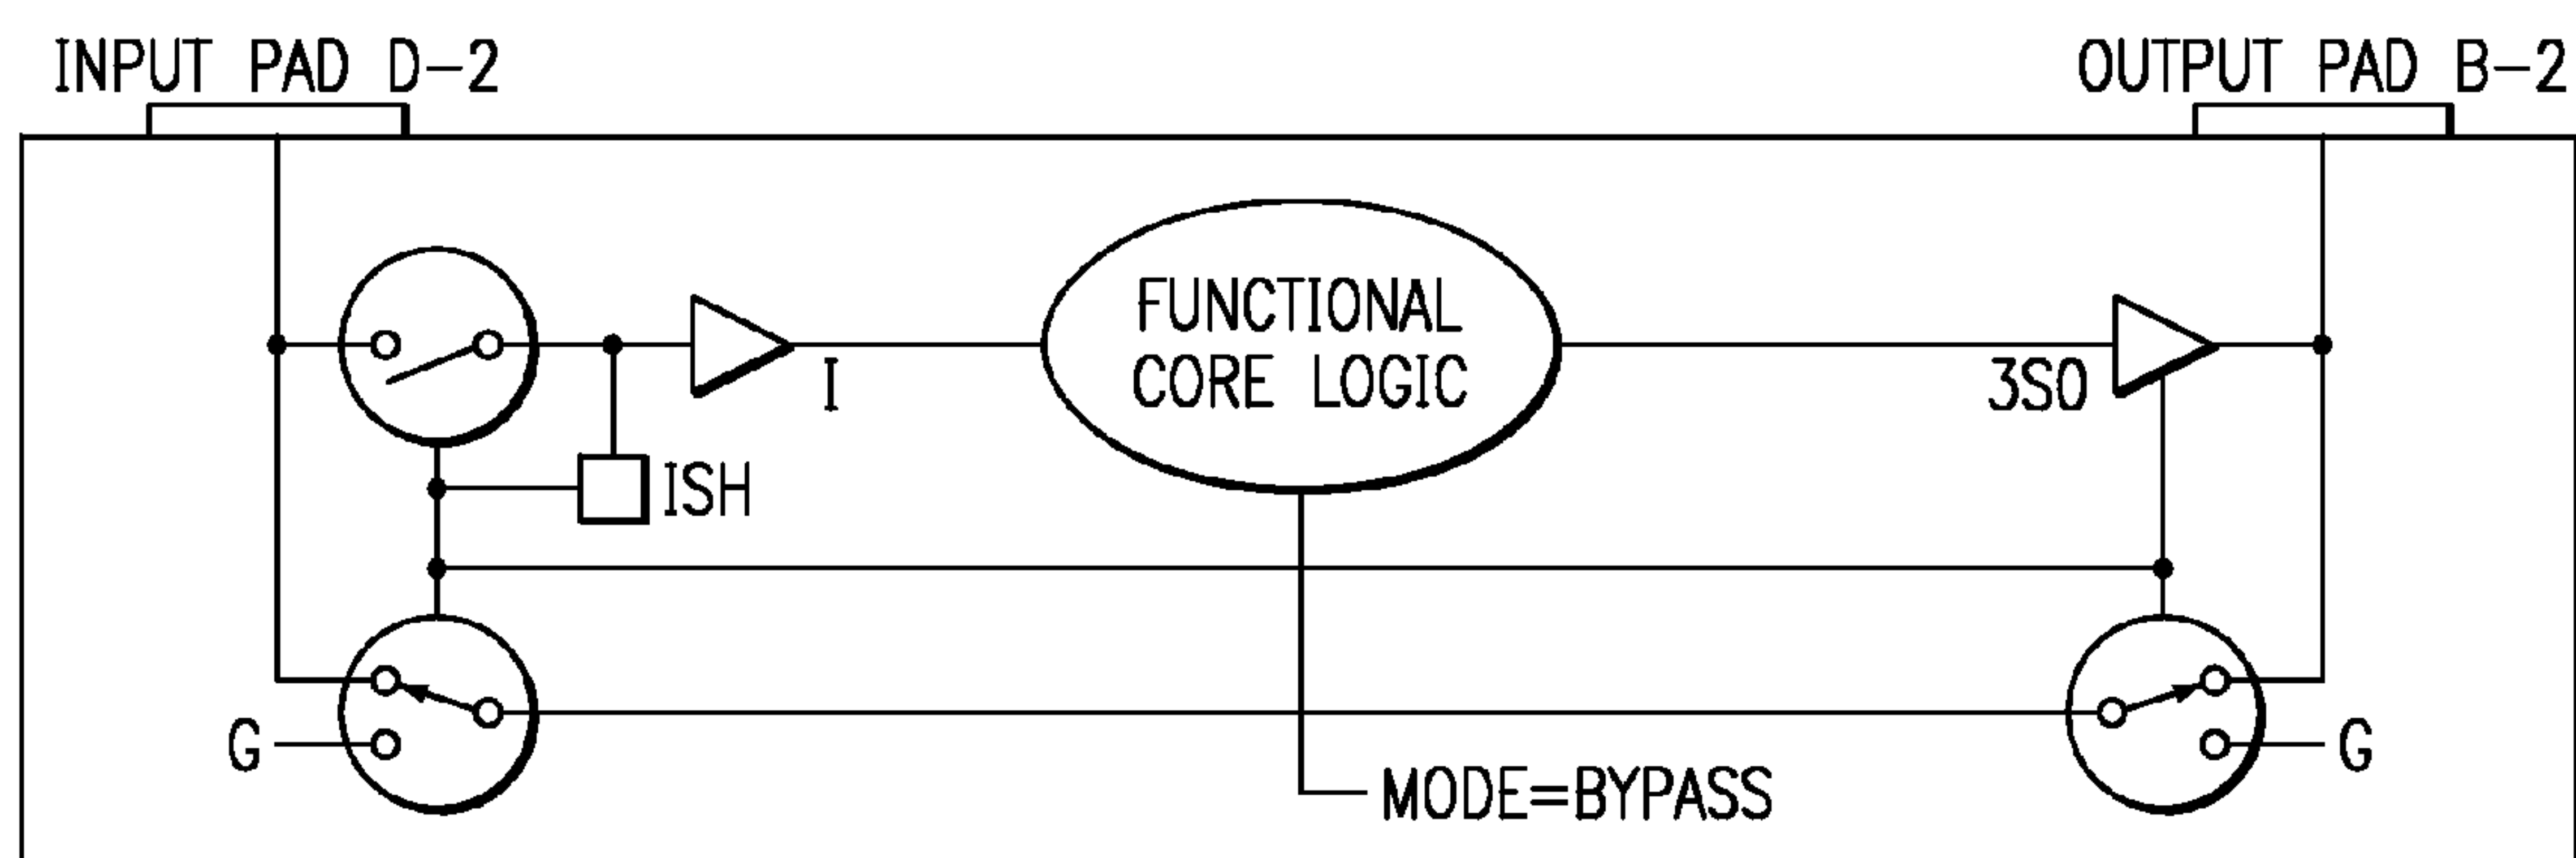 INPUT PAD D-2
OUTPUT PAD B-2
FUNCTIONAL
CORE LOGIC
I
3SO
ISH
G
G
MODE=BYPASS